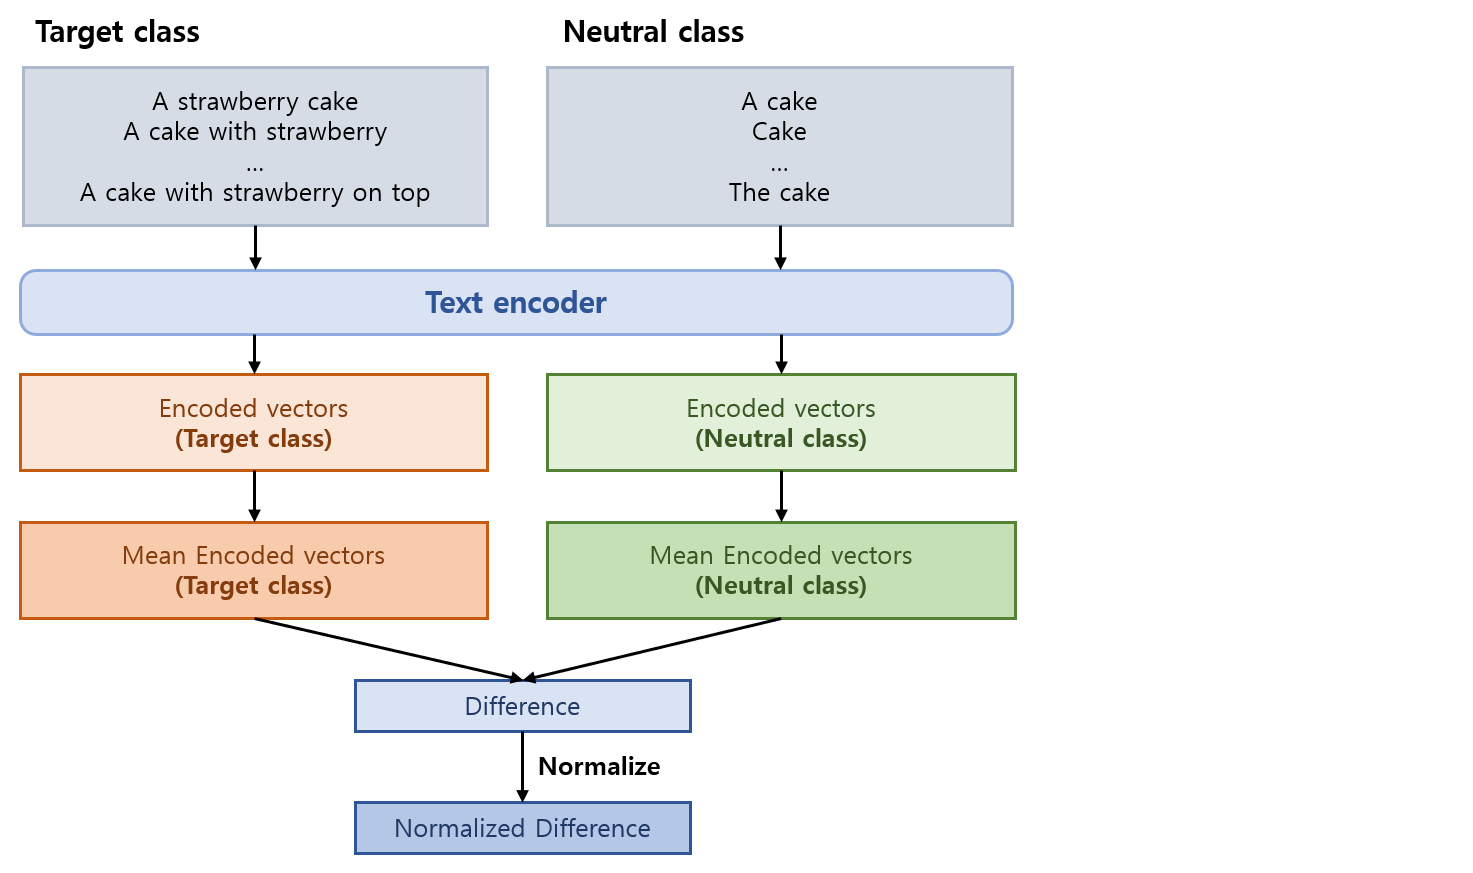 Target class
Neutral class
A strawberry cake
A cake with strawberry
...
A cake with strawberry on top
A cake
Cake
...
The cake
Text encoder
Encoded vectors
(Target class)
Encoded vectors
(Neutral class)
Mean Encoded vectors
(Target class)
Mean Encoded vectors
(Neutral class)
Difference
Normalize
Normalized Difference